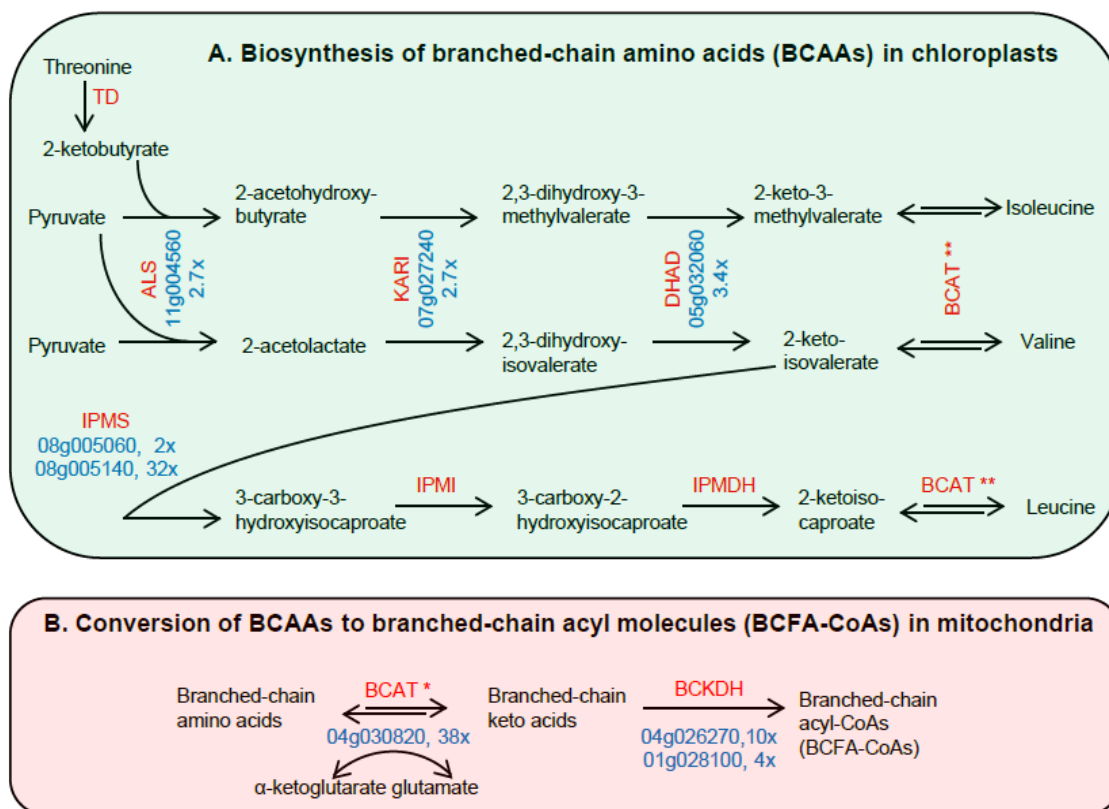 A. Biosynthesis of branched-chain amino acids (BCAAs) in chloroplasts
Threonine
TD
2-ketobutyrate
Pyruvate
2-acetohydroxy-
butyrate
2,3-dihydroxy-3-
methylvalerate
2-keto-3-
methylvalerate
Isoleucine
ALS
11g004560
2.7x
KARI
07g027240
2.7x
DHAD
05g032060
3.4x
BCAT **
Pyruvate
2-acetolactate
2,3-dihydroxy-
isovalerate
2-keto-
isovalerate
Valine
IPMS
08g005060, 2x
08g005140, 32x
3-carboxy-3-
hydroxyisocaproate
IPMI
3-carboxy-2-
hydroxyisocaproate
IPMDH
2-ketoiso-
caproate
BCAT **
Leucine
B. Conversion of BCAAs to branched-chain acyl molecules (BCFA-CoAs) in mitochondria
Branched-chain
amino acids
BCAT *
04g030820, 38x
α-ketoglutarate glutamate
Branched-chain
keto acids
BCKDH
04g026270,10x
01g028100, 4x
Branched-chain
acyl-CoAs
(BCFA-CoAs)